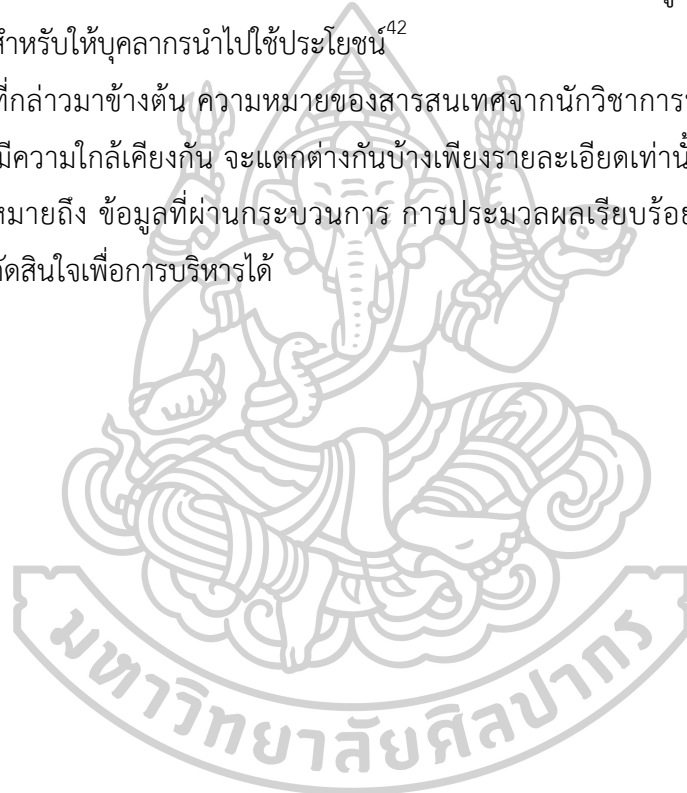 สำหรับให้บุคลากรนำไปใช้ประโยชน์42
ที่กล่าวมาข้างต้น ความหมายของสารสนเทศจากนักวิชาการ
มีความใกล้เคียงกัน จะแตกต่างกันบ้างเพียงรายละเอียดเท่านั้
หมายถึง ข้อมูลที่ผ่านกระบวนการ การประมวลผลเรียบร้อย
ตัดสินใจเพื่อการบริหารได้
มหาวิทยาลัยศิลปากร